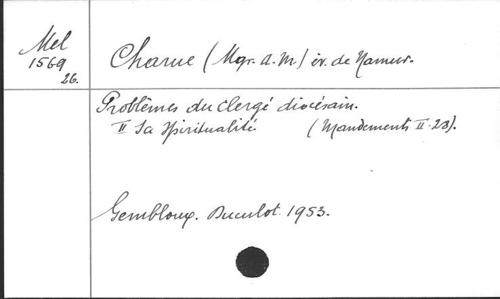 Mel
1569
26.
Charue (Mgr. A. M) év. de Namur.
Problèmes du clergé diocésain.
II Sa spiritualité (Mandements II-28).
Gembloux. Duculot. 1953.